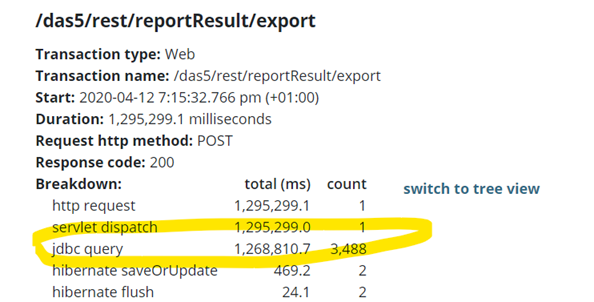 /das5/rest/reportResult/export
Transaction type: Web
Transaction name: /das5/rest/reportResult/export
Start: 2020-04-12 7:15:32.766 pm (+01:00)
Duration: 1,295,299.1 milliseconds
Request http method: POST
Response code: 200
Breakdown: total (ms) count switch to tree view
http request 1,295,299.1 1
servlet dispatch 1,295,299.0 1
jdbc query 1,268,810.7 3,488
hibernate saveOrUpdate 469.2 2
hibernate flush 24.1 2